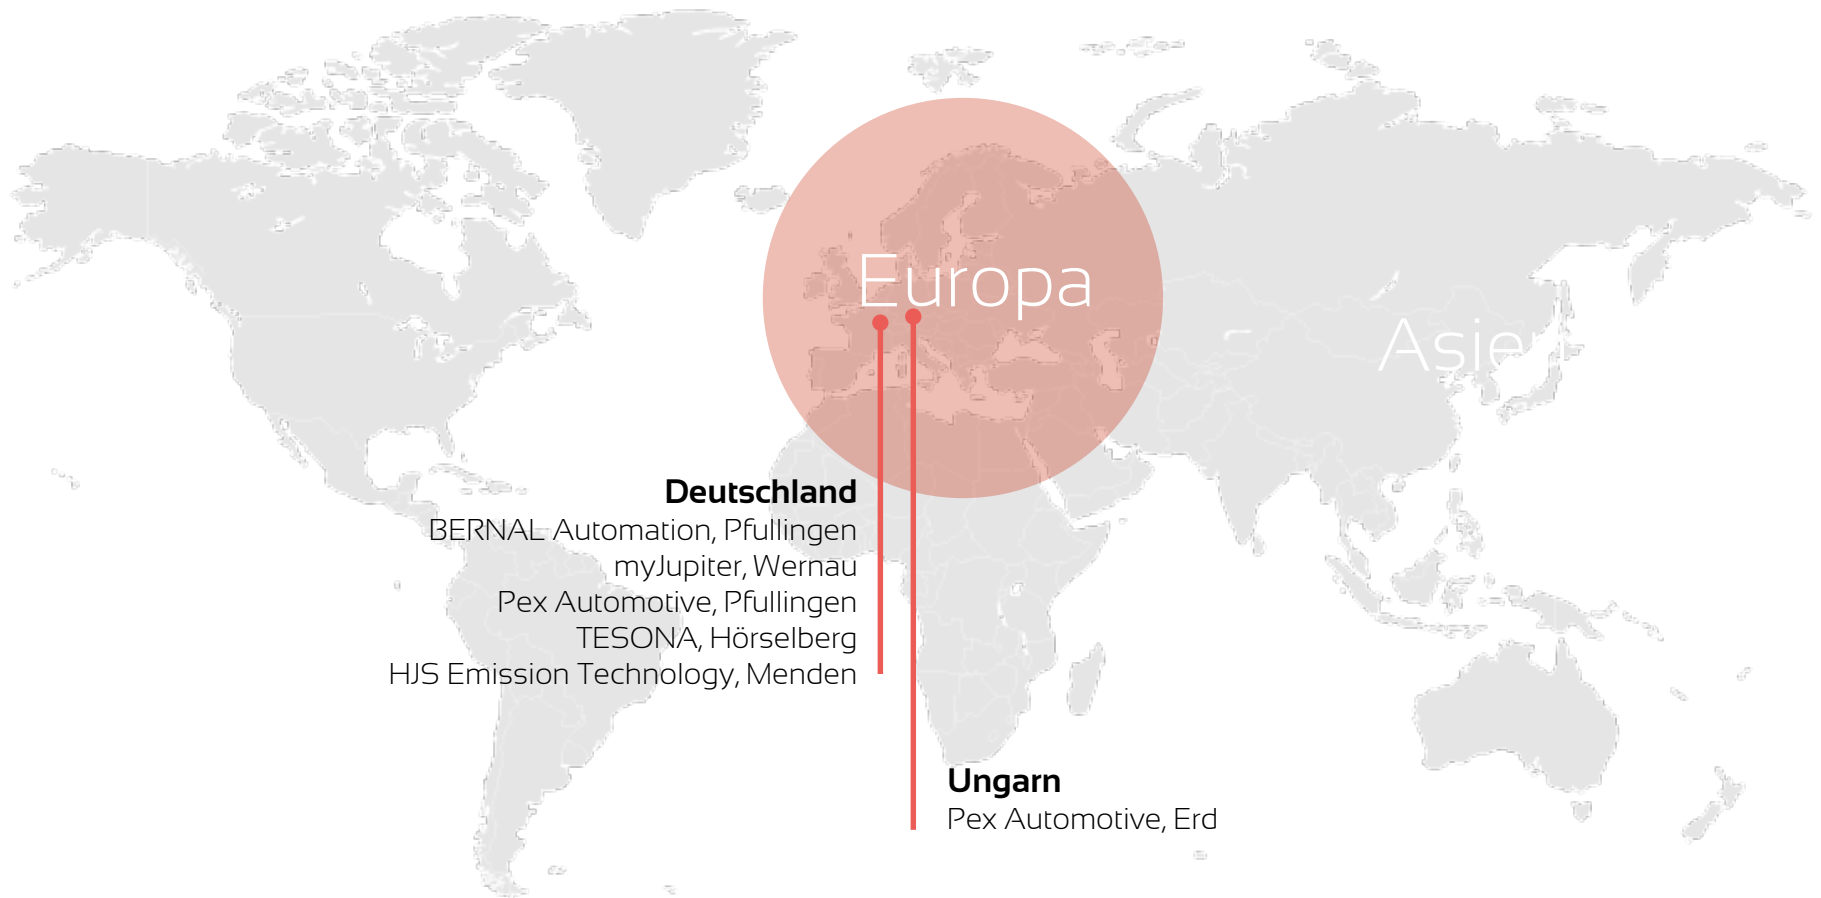 Europa
Asien
Deutschland
BERNAL Automation, Pfullingen
myJupiter, Wernau
Pex Automotive, Pfullingen
TESONA, Hörselberg
HJS Emission Technology, Menden
Ungarn
Pex Automotive, Erd